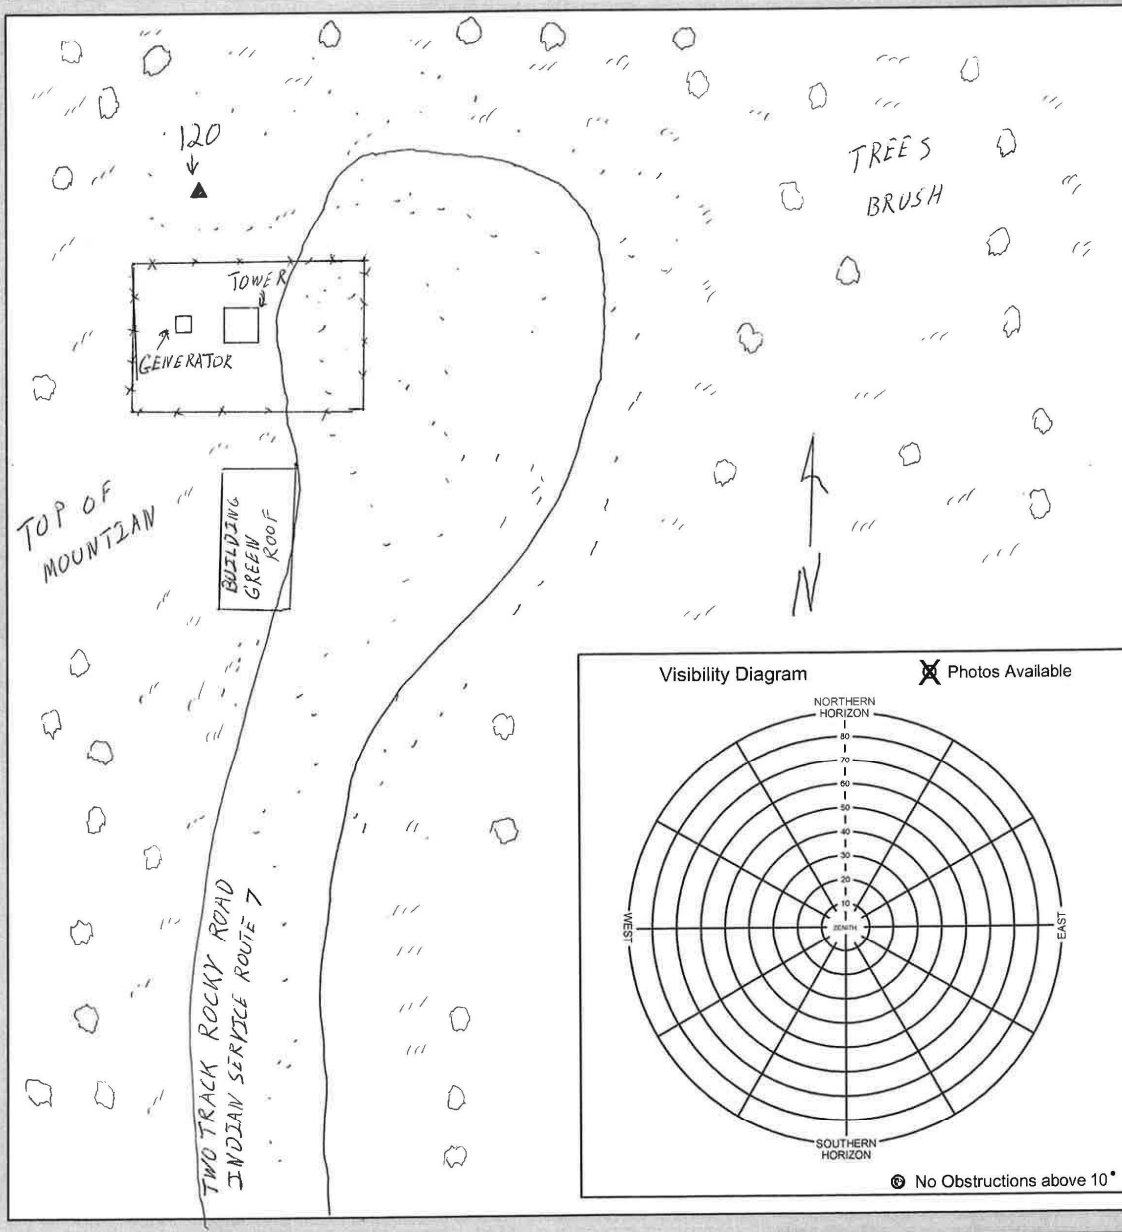 120
TREES
BRUSH
TOWER
GENERATOR
TOP OF
MOUNTIAN
BUILDING
GREEN
ROOF
N
TWO TRACK ROCKY ROAD
INDIAN SERVICE ROUTE 7
Visibility Diagram
Photos Available
NORTHERN
HORIZON
80
70
60
50
40
30
20
10
ZENITH
WEST
EAST
SOUTHERN
HORIZON
No Obstructions above 10°